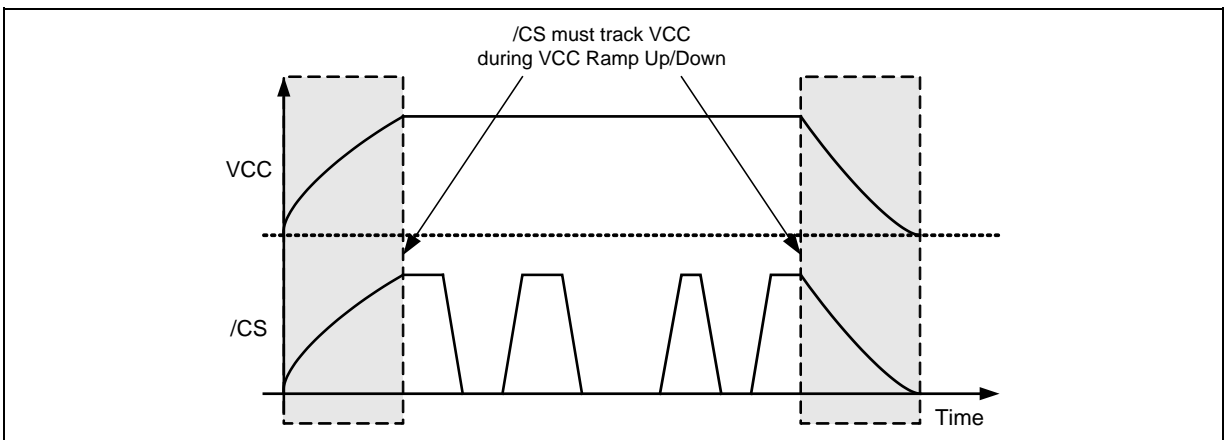 /CS must track VCC
during VCC Ramp Up/Down
VCC
/CS
Time